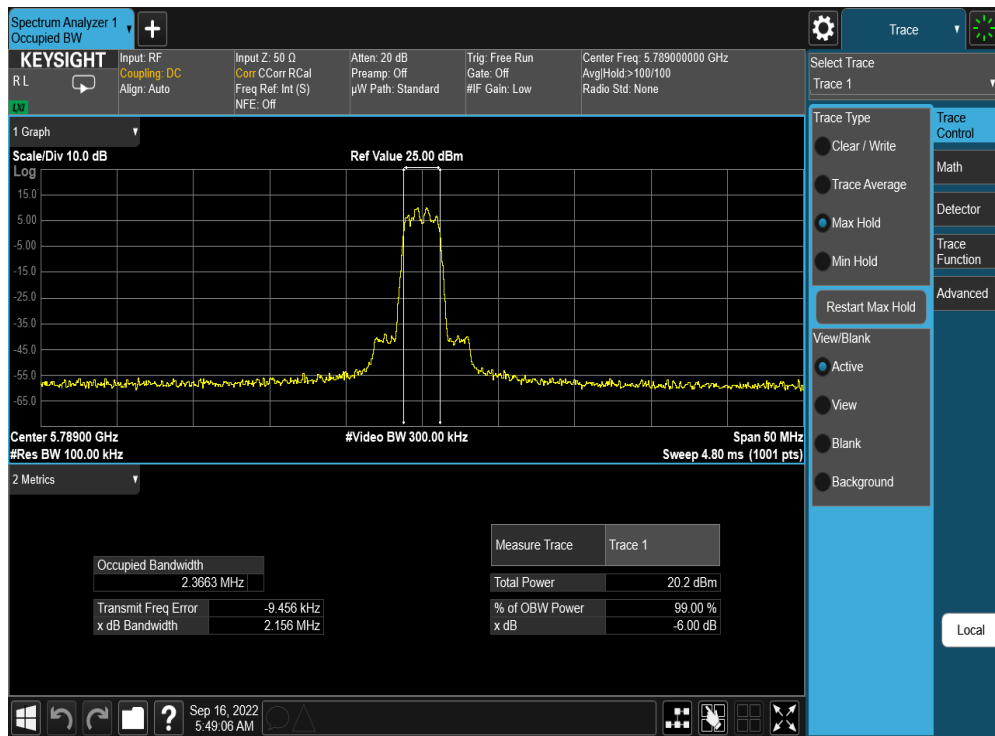 Spectrum Analyzer 1
Occupied BW
Trace
KEYSIGHT
R L
LXI
Input: RF
Coupling: DC
Align: Auto
Input Z: 50 Ω
Corr CCorr RCal
Freq Ref: Int (S)
NFE: Off
Atten: 20 dB
Preamp: Off
µW Path: Standard
Trig: Free Run
Gate: Off
#IF Gain: Low
Center Freq: 5.789000000 GHz
Avg|Hold:>100/100
Radio Std: None
Select Trace
Trace 1
1 Graph
Scale/Div 10.0 dB
Ref Value 25.00 dBm
Log
15.0
5.00
-5.00
-15.0
-25.0
-35.0
-45.0
-55.0
-65.0
Center 5.78900 GHz
#Video BW 300.00 kHz
Span 50 MHz
#Res BW 100.00 kHz
Sweep 4.80 ms (1001 pts)
2 Metrics
Measure Trace
Trace 1
Occupied Bandwidth
2.3663 MHz
Total Power
20.2 dBm
Transmit Freq Error
-9.456 kHz
% of OBW Power
99.00 %
x dB Bandwidth
2.156 MHz
x dB
-6.00 dB
Trace Type
Clear / Write
Trace Average
Max Hold
Min Hold
Restart Max Hold
View/Blank
Active
View
Blank
Background
Trace
Control
Math
Detector
Trace
Function
Advanced
Local
?
Sep 16, 2022
5:49:06 AM